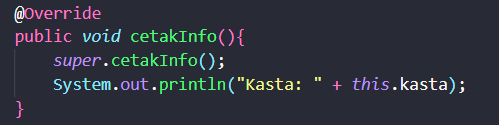 @Override
public void cetakInfo(){
    super.cetakInfo();
    System.out.println("Kasta: " + this.kasta);
}